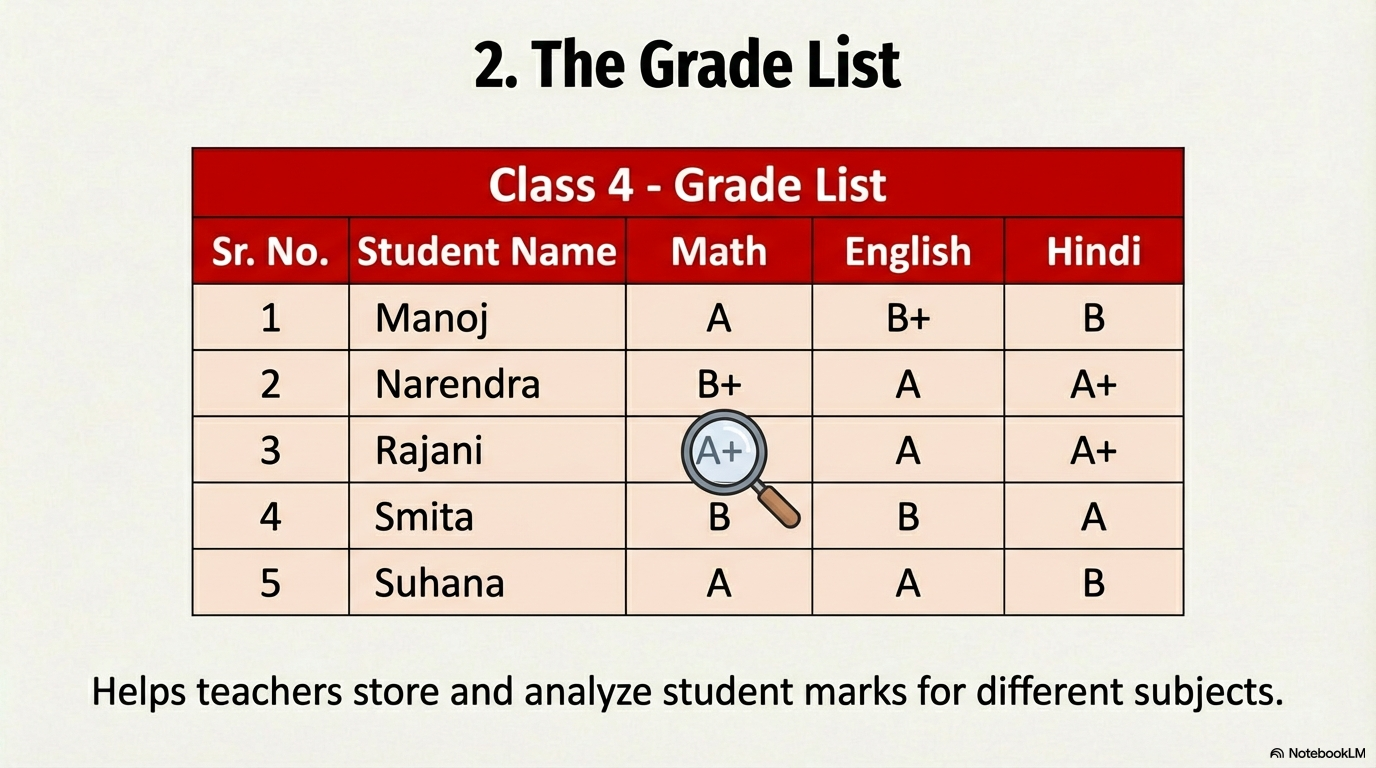 2. The Grade List
Class 4 - Grade List
Sr. No. Student Name Math English Hindi
1 Manoj A B+ B
2 Narendra B+ A A+
3 Rajani A+ A A+
4 Smita B B A
5 Suhana A A B
Helps teachers store and analyze student marks for different subjects.
NotebookLM